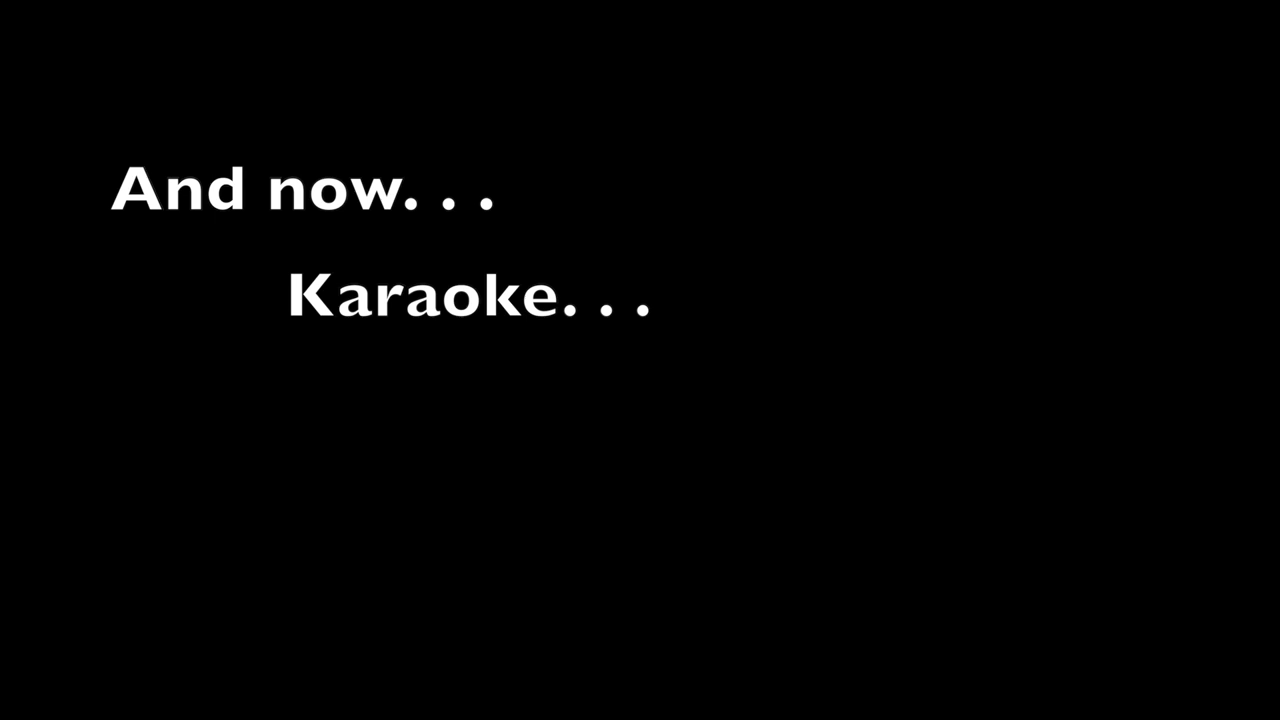 And now. . .
Karaoke. . .